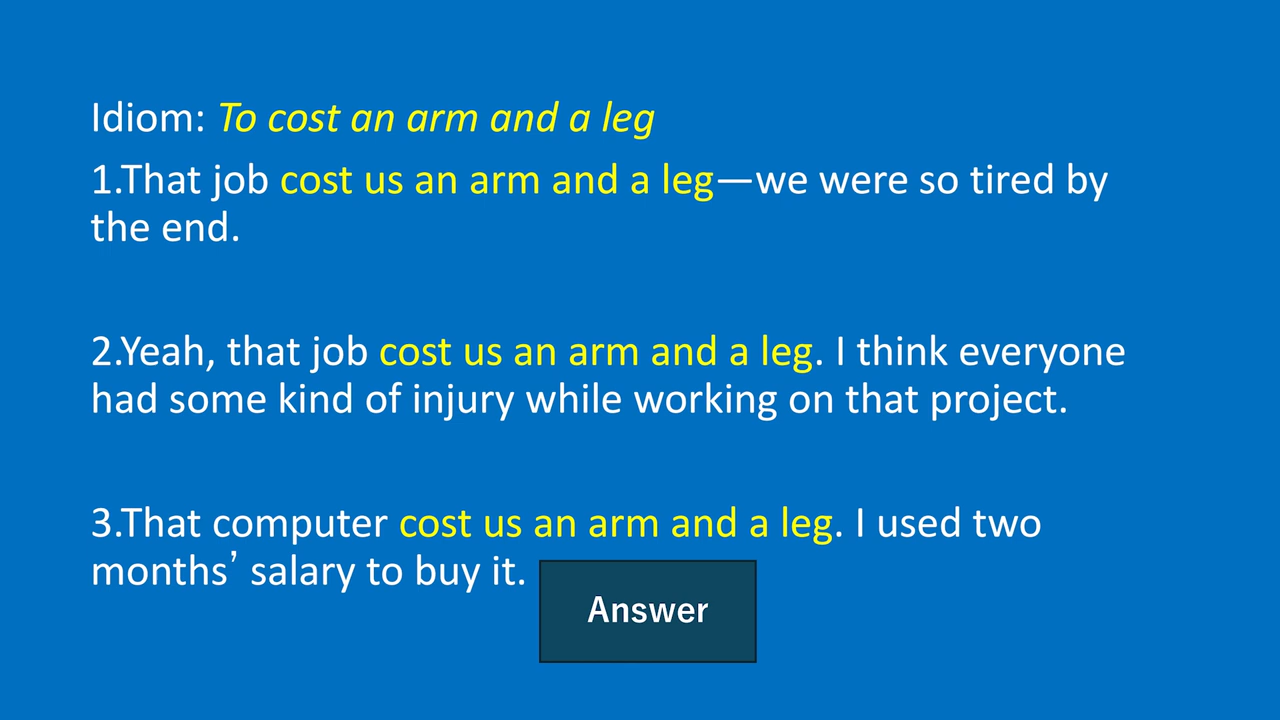 Idiom: To cost an arm and a leg
1.That job cost us an arm and a leg—we were so tired by
the end.
2.Yeah, that job cost us an arm and a leg. I think everyone
had some kind of injury while working on that project.
3.That computer cost us an arm and a leg. I used two
months’ salary to buy it.
Answer